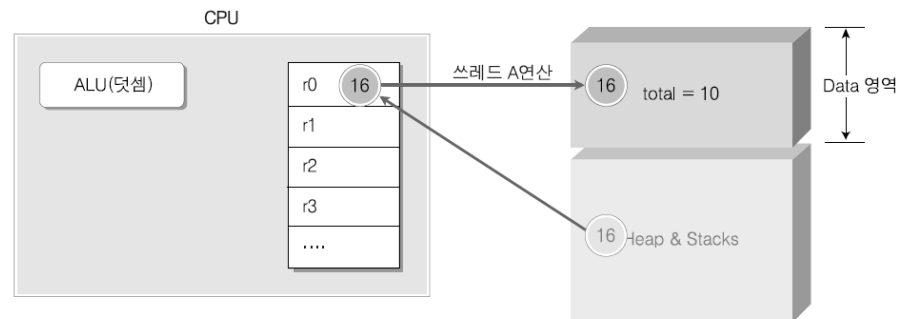 CPU
ALU(덧셈)
r0
16
쓰레드 A연산
16
total = 10
Data 영역
r1
r2
r3
....
16
Heap & Stacks